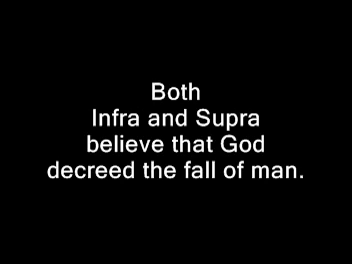 Both
Infra and Supra
believe that God
decreed the fall of man.